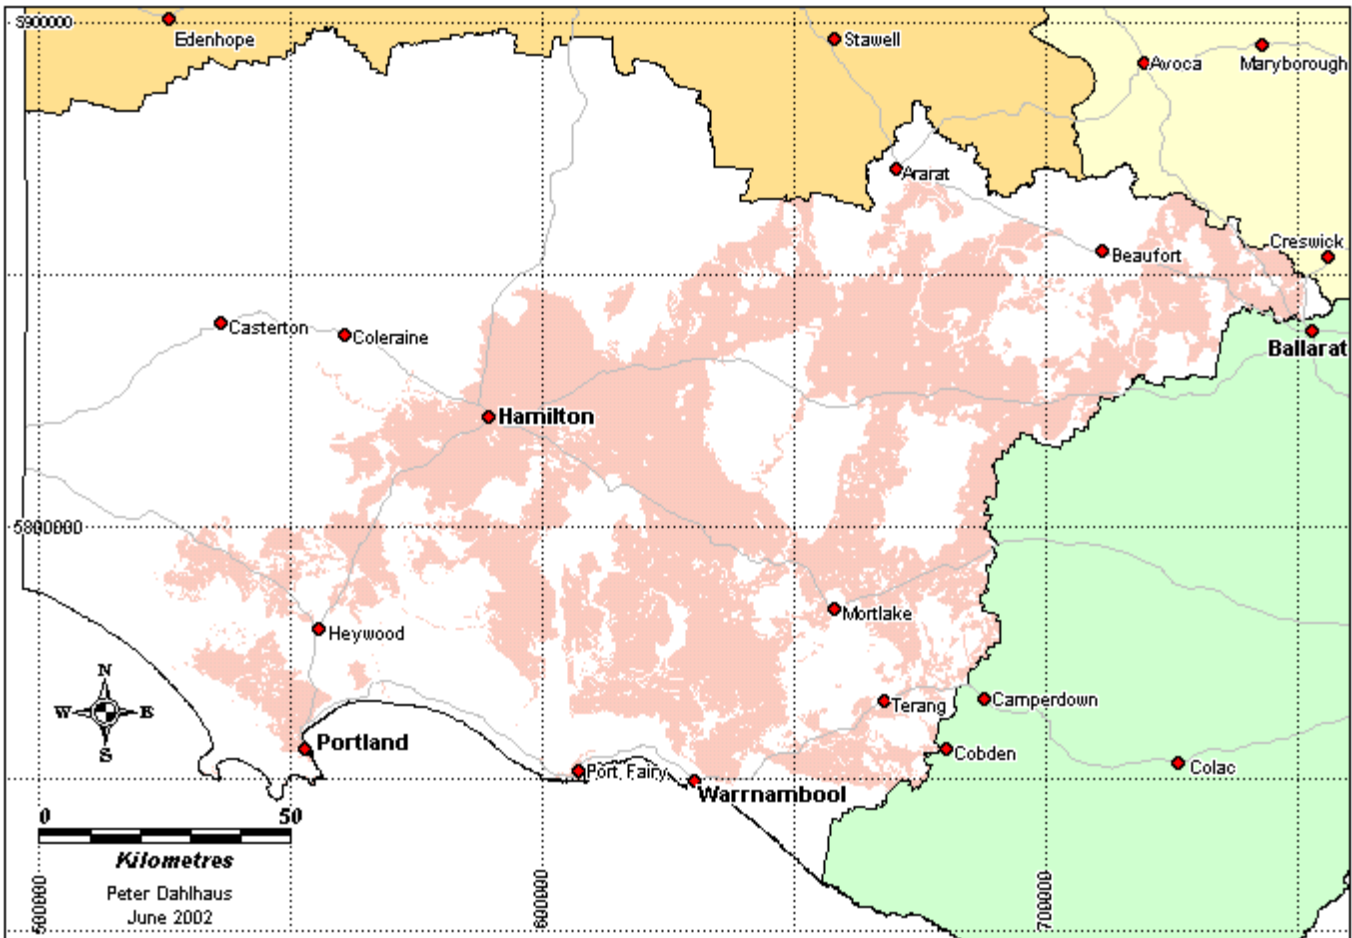 5900000
Edenhope
Stawell
Avoca
Maryborough
Ararat
Creswick
Beaufort
Casterton
Coleraine
Ballarat
Hamilton
5800000
Mortlake
Heywood
N
W E
S
Terang
Camperdown
Portland
Cobden
Port Fairy
Colac
Warrnambool
0 50
Kilometres
Peter Dahlhaus
June 2002
500000
600000
700000